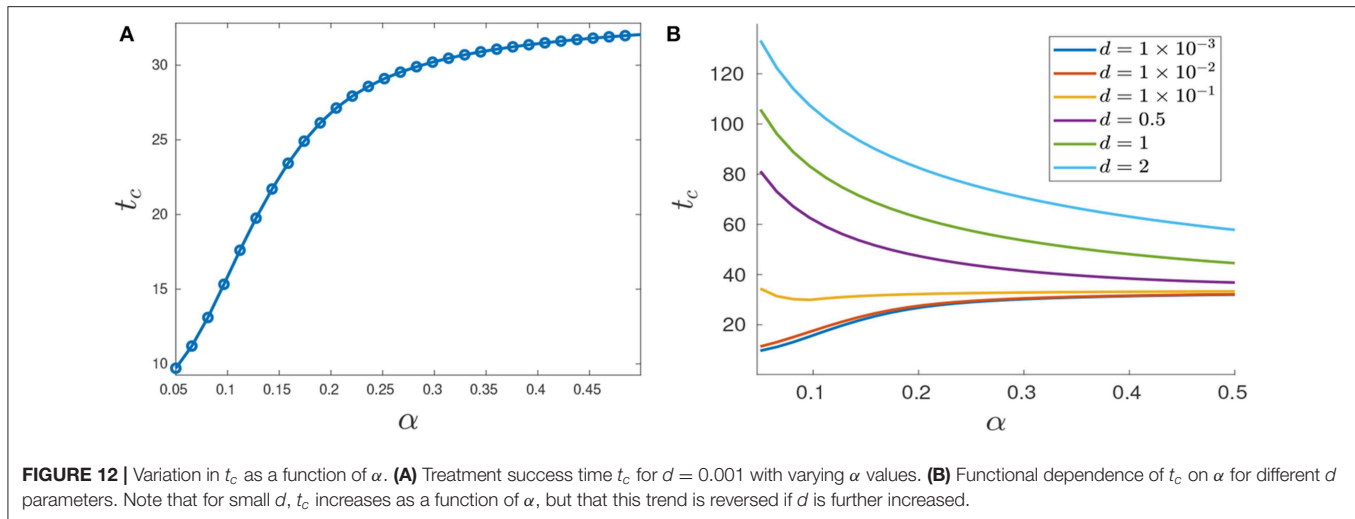 A
30
25
20
15
10
t_c
0.05 0.1 0.15 0.2 0.25 0.3 0.35 0.4 0.45
α
B
120
100
80
60
40
20
t_c
0.1 0.2 0.3 0.4 0.5
α
d = 1 × 10⁻³
d = 1 × 10⁻²
d = 1 × 10⁻¹
d = 0.5
d = 1
d = 2
FIGURE 12 | Variation in t_c as a function of α. (A) Treatment success time t_c for d = 0.001 with varying α values. (B) Functional dependence of t_c on α for different d
parameters. Note that for small d, t_c increases as a function of α, but that this trend is reversed if d is further increased.